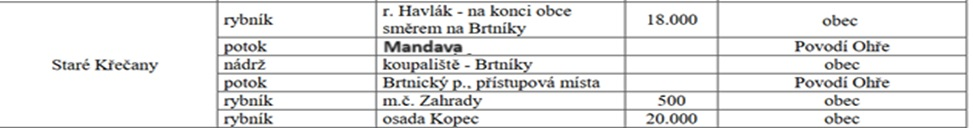 rybník r. Havlák - na konci obce 18.000 obec
směrem na Brtníky
potok Mandava Povodí Ohře
Staré Křečany nádrž koupaliště - Brtníky obec
potok Brtnický p., přístupová místa Povodí Ohře
rybník m.č. Zahrady 500 obec
rybník osada Kopec 20.000 obec